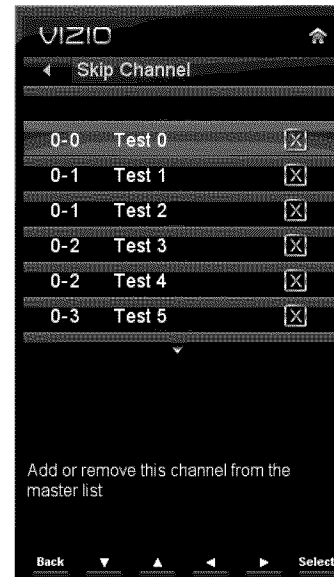 VIZIO
Skip Channel
0-0 Test 0 X
0-1 Test 1 X
0-1 Test 2 X
0-2 Test 3 X
0-2 Test 4 X
0-3 Test 5 X
Add or remove this channel from the
master list
Back Select